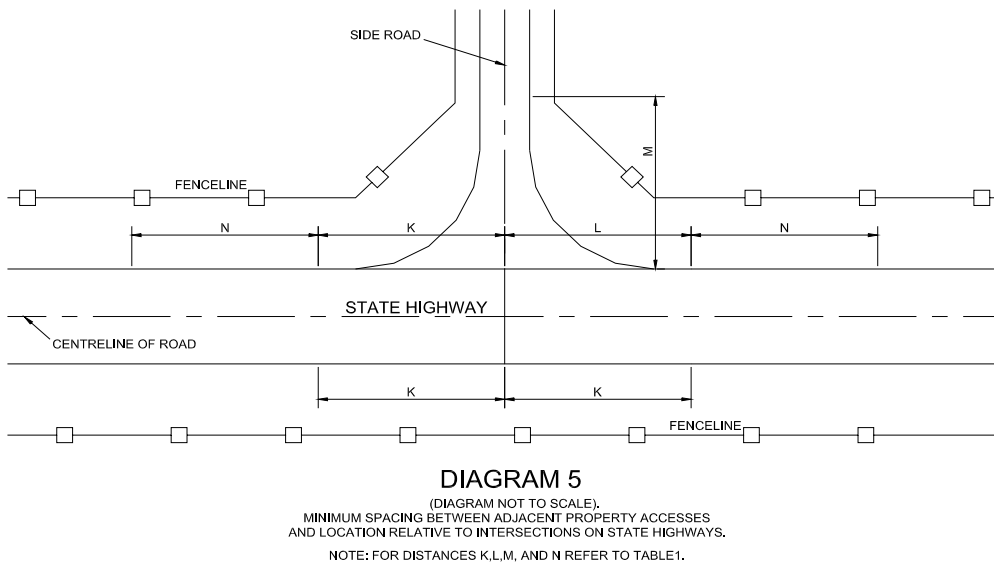 SIDE ROAD
M
FENCELINE
N
K
L
N
STATE HIGHWAY
CENTRELINE OF ROAD
K
K
FENCELINE
DIAGRAM 5
(DIAGRAM NOT TO SCALE).
MINIMUM SPACING BETWEEN ADJACENT PROPERTY ACCESSES
AND LOCATION RELATIVE TO INTERSECTIONS ON STATE HIGHWAYS.
NOTE: FOR DISTANCES K,L,M, AND N REFER TO TABLE1.